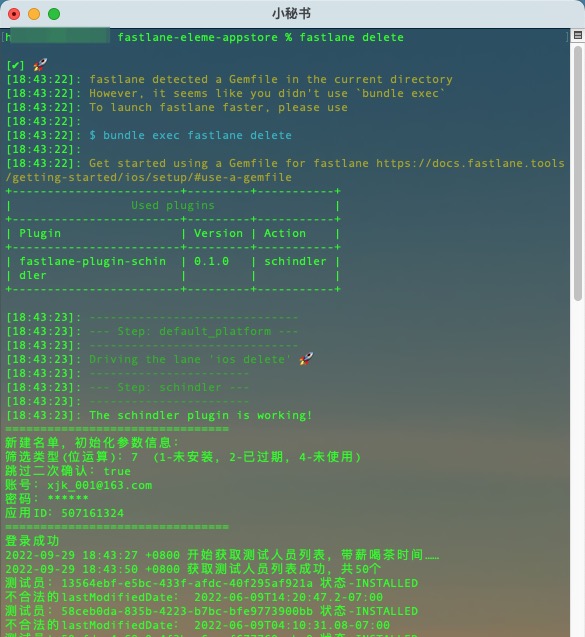 小秘书
fastlane-eleme-appstore % fastlane delete
[✔] 🚀
[18:43:22]: fastlane detected a Gemfile in the current directory
[18:43:22]: However, it seems like you didn't use `bundle exec`
[18:43:22]: To launch fastlane faster, please use
[18:43:22]:
[18:43:22]: $ bundle exec fastlane delete
[18:43:22]:
[18:43:22]: Get started using a Gemfile for fastlane https://docs.fastlane.tools
/getting-started/ios/setup/#use-a-gemfile
+------------------------+---------+-----------+
| Used plugins |
+------------------------+---------+-----------+
| Plugin | Version | Action |
+------------------------+---------+-----------+
| fastlane-plugin-schin | 0.1.0 | schindler |
| dler | | |
+------------------------+---------+-----------+
[18:43:23]: ------------------------------
[18:43:23]: --- Step: default_platform ---
[18:43:23]: ------------------------------
[18:43:23]: Driving the lane 'ios delete' 🚀
[18:43:23]: -----------------------
[18:43:23]: --- Step: schindler ---
[18:43:23]: -----------------------
[18:43:23]: The schindler plugin is working!
================================
新建名单, 初始化参数信息:
筛选类型(位运算): 7 (1-未安装, 2-已过期, 4-未使用)
跳过二次确认: true
账号: xjk_001@163.com
密码: ******
应用ID: 507161324
================================
登录成功
2022-09-29 18:43:27 +0800 开始获取测试人员列表, 带薪喝茶时间……
2022-09-29 18:43:50 +0800 获取测试人员列表成功, 共50个
测试员: 13564ebf-e5bc-433f-afdc-40f295af921a 状态-INSTALLED
不合法的lastModifiedDate: 2022-06-09T14:20:47.2-07:00
测试员: 58ceb0da-835b-4223-b7bc-bfe9773900bb 状态-INSTALLED
不合法的lastModifiedDate: 2022-06-09T04:10:31.08-07:00